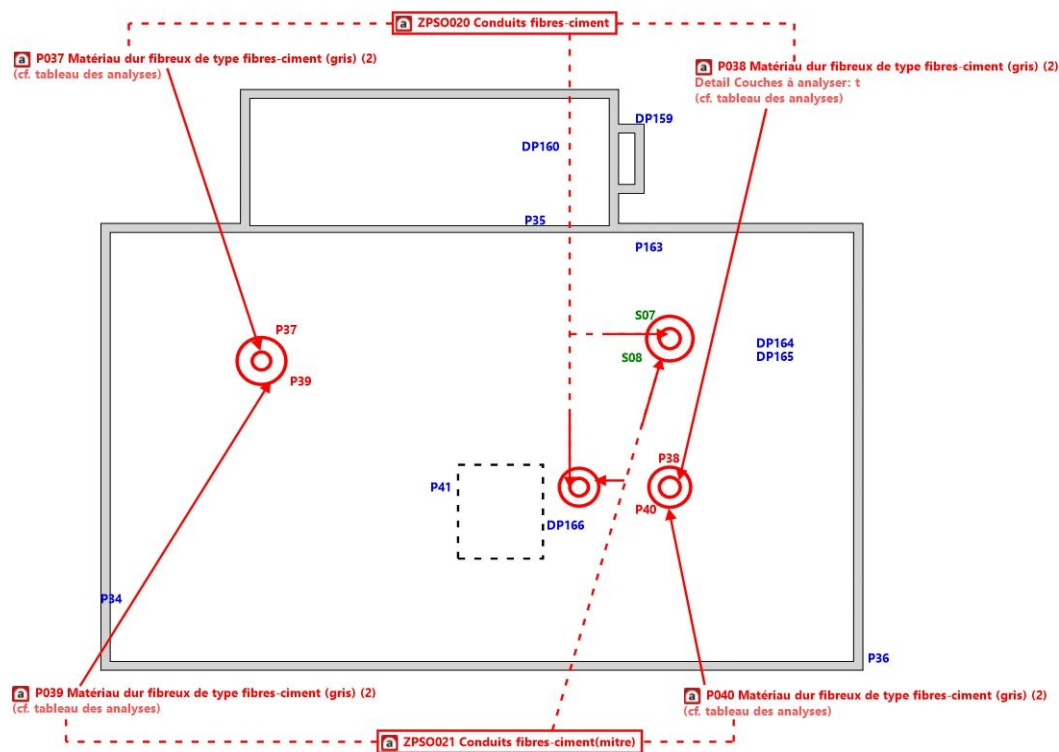 a ZPSO020 Conduits fibres-ciment
a P037 Matériau dur fibreux de type fibres-ciment (gris) (2)
(cf. tableau des analyses)
a P038 Matériau dur fibreux de type fibres-ciment (gris) (2)
Detail Couches à analyser: t
(cf. tableau des analyses)
DP159
DP160
P35
P163
S07
P37
DP164
S08
DP165
P39
P38
P41
P40
DP166
P34
P36
a P039 Matériau dur fibreux de type fibres-ciment (gris) (2)
(cf. tableau des analyses)
a P040 Matériau dur fibreux de type fibres-ciment (gris) (2)
(cf. tableau des analyses)
a ZPSO021 Conduits fibres-ciment(mitre)